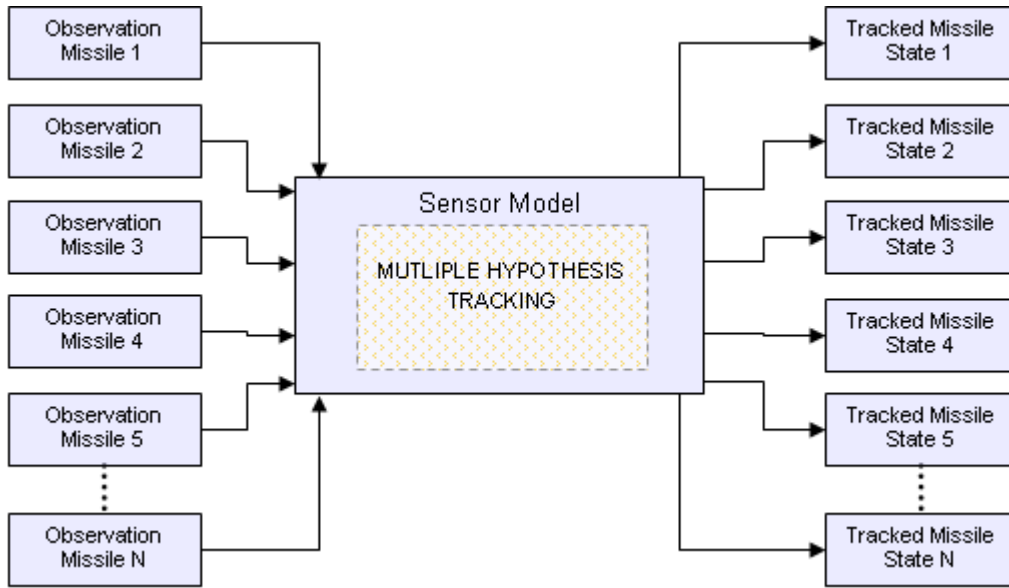 Observation
Missile 1
Observation
Missile 2
Observation
Missile 3
Observation
Missile 4
Observation
Missile 5
Observation
Missile N
Sensor Model
MUTLIPLE HYPOTHESIS
TRACKING
Tracked Missile
State 1
Tracked Missile
State 2
Tracked Missile
State 3
Tracked Missile
State 4
Tracked Missile
State 5
Tracked Missile
State N